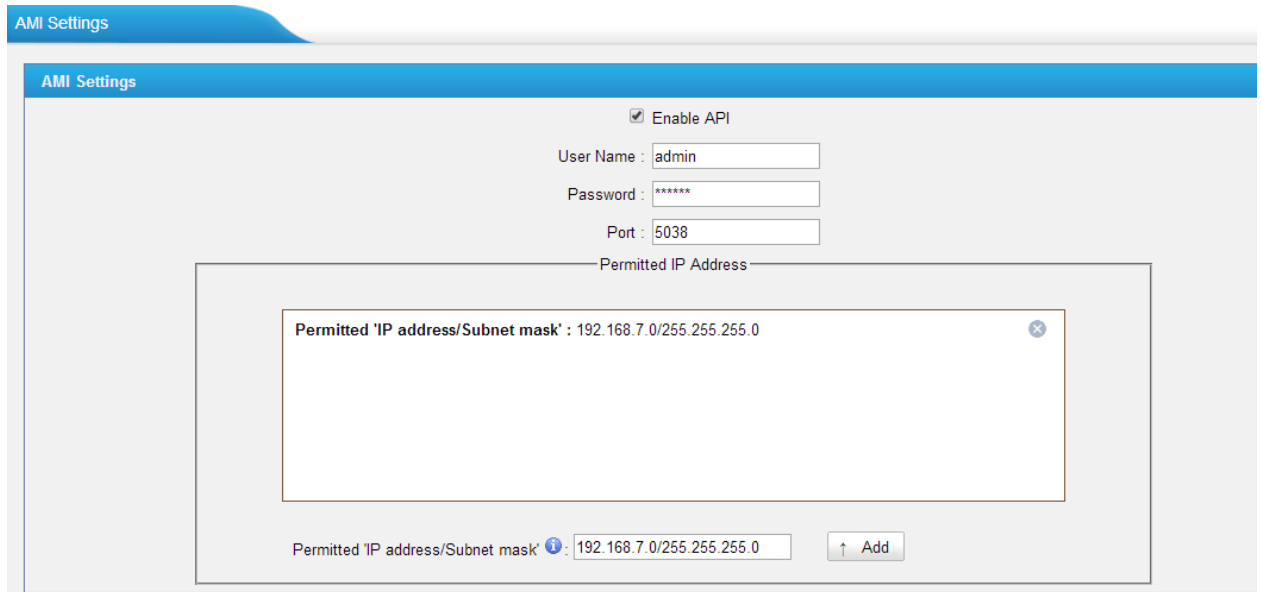 AMI Settings
AMI Settings
Enable API
User Name : admin
Password : ******
Port : 5038
Permitted IP Address
Permitted 'IP address/Subnet mask' : 192.168.7.0/255.255.255.0
Permitted 'IP address/Subnet mask' i : 192.168.7.0/255.255.255.0 ↑ Add